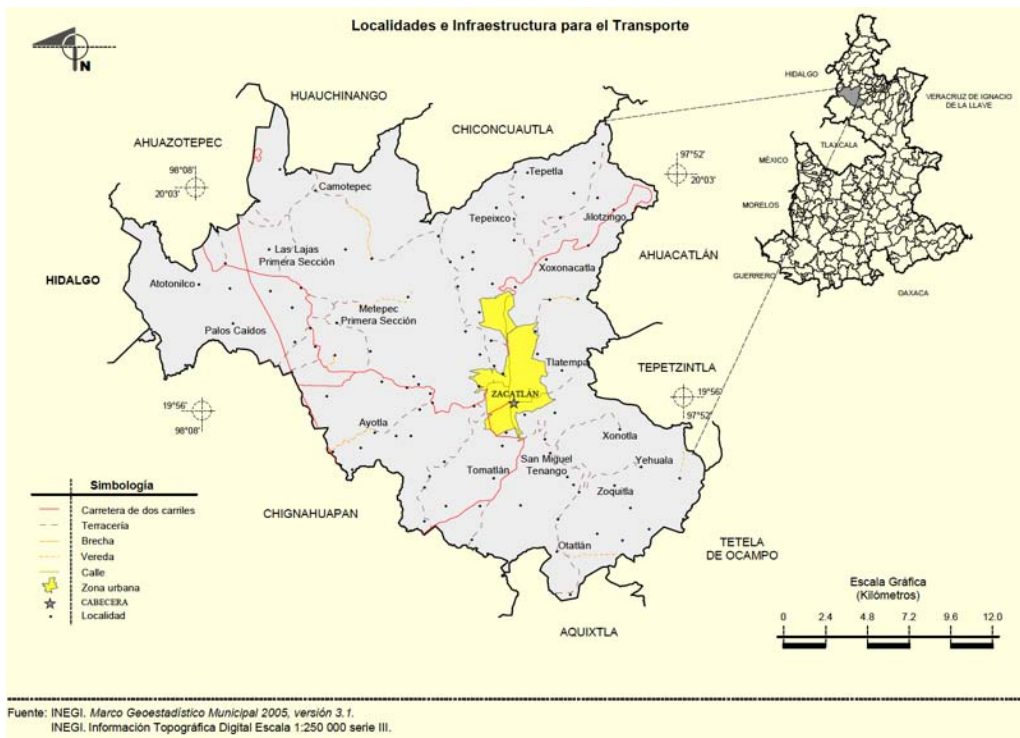 Localidades e Infraestructura para el Transporte
N
HUAUCHINANGO
CHICONCUAUTLA
AHUAZOTEPEC
98°08'
20°03'
97°52'
20°03'
HIDALGO
VERACRUZ DE IGNACIO
DE LA LLAVE
TLAXCALA
MÉXICO
MORELOS
GUERRERO
OAXACA
Camotepec
Tepetla
Tepeixco
Jilotzingo
Las Lajas
Primera Sección
AHUACATLÁN
HIDALGO
Xoxonacatla
Atotonilco
Metepec
Primera Sección
Palos Caídos
Tlatempa
TEPETZINTLA
ZACATLÁN
19°56'
98°08'
19°56'
97°52'
Ayotla
Xonotla
San Miguel
Tenango
Yehuala
Tomatlán
Zoquitla
CHIGNAHUAPAN
Otatlán
TETELA
DE OCAMPO
AQUIXTLA
Simbología
Carretera de dos carriles
Terracería
Brecha
Vereda
Calle
Zona urbana
CABECERA
Localidad
Escala Gráfica
(Kilómetros)
0 2.4 4.8 7.2 9.6 12.0
Fuente: INEGI. Marco Geoestadístico Municipal 2005, versión 3.1.
INEGI. Información Topográfica Digital Escala 1:250 000 serie III.